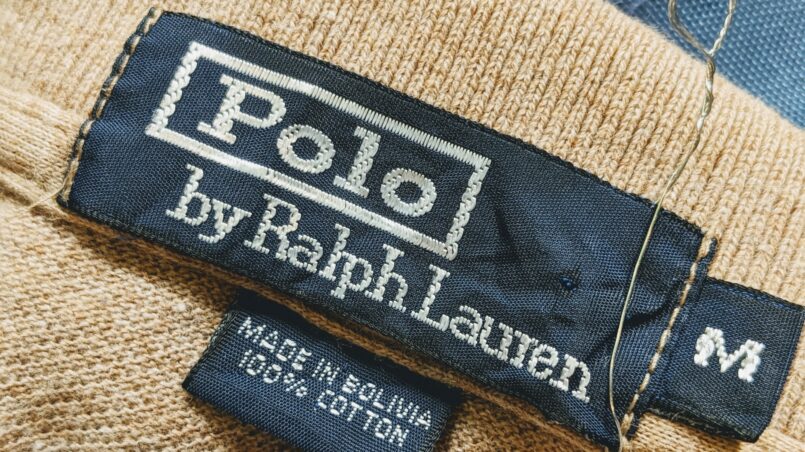 Polo
by Ralph Lauren
M
MADE IN BOLIVIA
100% COTTON